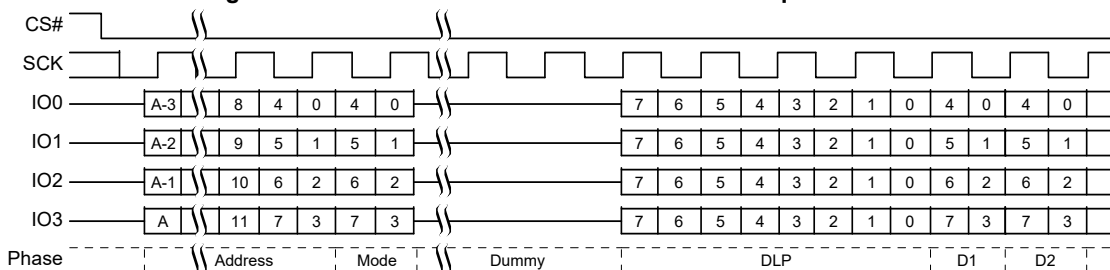 CS#
SCK
IO0 A-3 8 4 0 4 0 7 6 5 4 3 2 1 0 4 0 4 0
IO1 A-2 9 5 1 5 1 7 6 5 4 3 2 1 0 5 1 5 1
IO2 A-1 10 6 2 6 2 7 6 5 4 3 2 1 0 6 2 6 2
IO3 A 11 7 3 7 3 7 6 5 4 3 2 1 0 7 3 7 3
Phase Address Mode Dummy DLP D1 D2